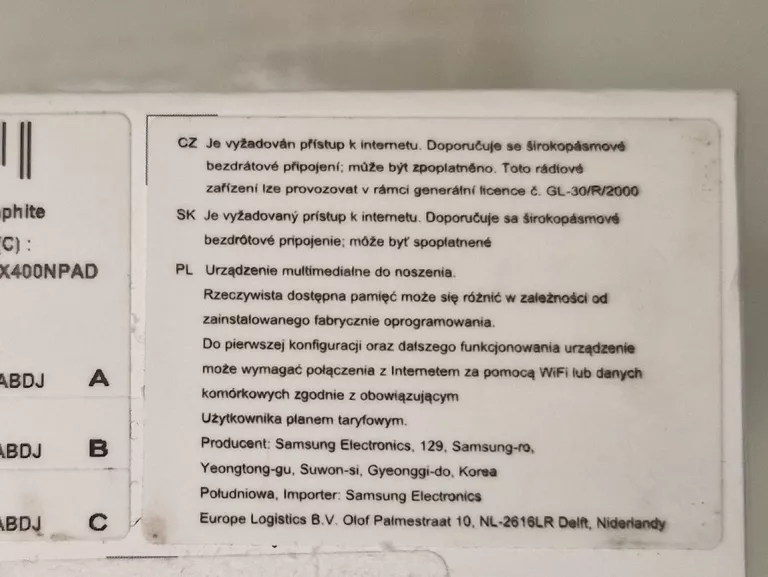 phite
(C) :
X400NPAD
ABDJ A
ABDJ B
ABDJ C
CZ Je vyžadován přístup k internetu. Doporučuje se širokopásmové
bezdrátové připojení; může být zpoplatněno. Toto rádiové
zařízení lze provozovat v rámci generální licence č. GL-30/R/2000
SK Je vyžadovaný prístup k internetu. Doporučuje sa širokopásmové
bezdrôtové pripojenie; môže byť spoplatnené
PL Urządzenie multimedialne do noszenia.
Rzeczywista dostępna pamięć może się różnić w zależności od
zainstalowanego fabrycznie oprogramowania.
Do pierwszej konfiguracji oraz dalszego funkcjonowania urządzenie
może wymagać połączenia z Internetem za pomocą WiFi lub danych
komórkowych zgodnie z obowiązującym
Użytkownika planem taryfowym.
Producent: Samsung Electronics, 129, Samsung-ro,
Yeongtong-gu, Suwon-si, Gyeonggi-do, Korea
Południowa, Importer: Samsung Electronics
Europe Logistics B.V. Olof Palmestraat 10, NL-2616LR Delft, Niderlandy